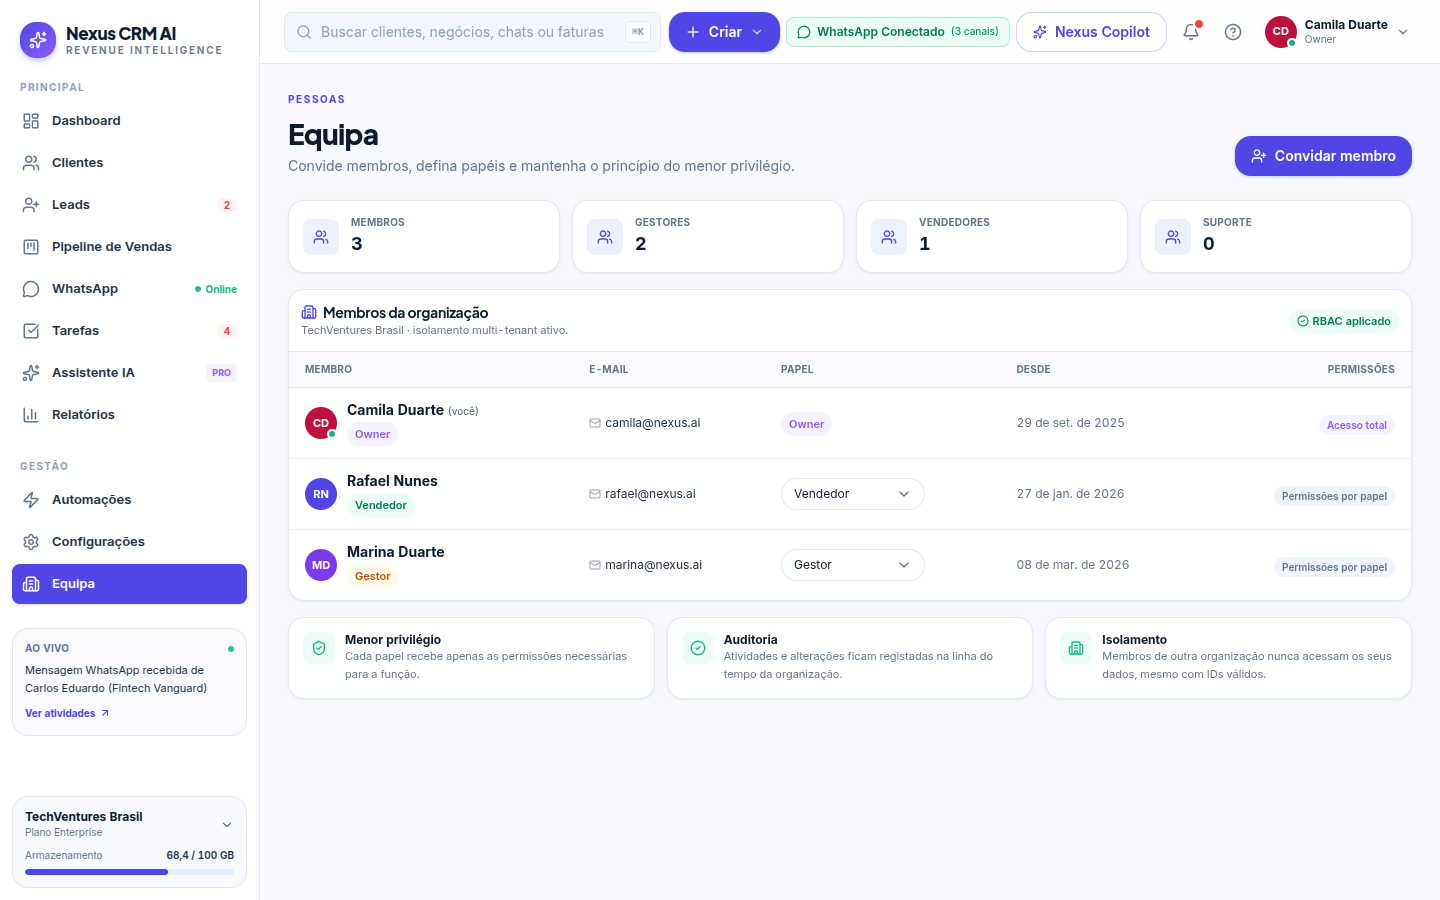 Nexus CRM AI
REVENUE INTELLIGENCE
PRINCIPAL
Dashboard
Clientes
Leads 2
Pipeline de Vendas
WhatsApp Online
Tarefas 4
Assistente IA PRO
Relatórios
GESTÃO
Automações
Configurações
Equipa
AO VIVO
Mensagem WhatsApp recebida de
Carlos Eduardo (Fintech Vanguard)
Ver atividades
TechVentures Brasil
Plano Enterprise
Armazenamento 68,4 / 100 GB
Buscar clientes, negócios, chats ou faturas ⌘K
Criar
WhatsApp Conectado (3 canais)
Nexus Copilot
CD
Camila Duarte
Owner
PESSOAS
Equipa
Convide membros, defina papéis e mantenha o princípio do menor privilégio.
Convidar membro
MEMBROS
3
GESTORES
2
VENDEDORES
1
SUPORTE
0
Membros da organização
TechVentures Brasil · isolamento multi-tenant ativo.
RBAC aplicado
MEMBRO E-MAIL PAPEL DESDE PERMISSÕES
CD Camila Duarte (você)
Owner
camila@nexus.ai Owner 29 de set. de 2025 Acesso total
RN Rafael Nunes
Vendedor
rafael@nexus.ai Vendedor 27 de jan. de 2026 Permissões por papel
MD Marina Duarte
Gestor
marina@nexus.ai Gestor 08 de mar. de 2026 Permissões por papel
Menor privilégio
Cada papel recebe apenas as permissões necessárias
para a função.
Auditoria
Atividades e alterações ficam registadas na linha do
tempo da organização.
Isolamento
Membros de outra organização nunca acessam os seus
dados, mesmo com IDs válidos.